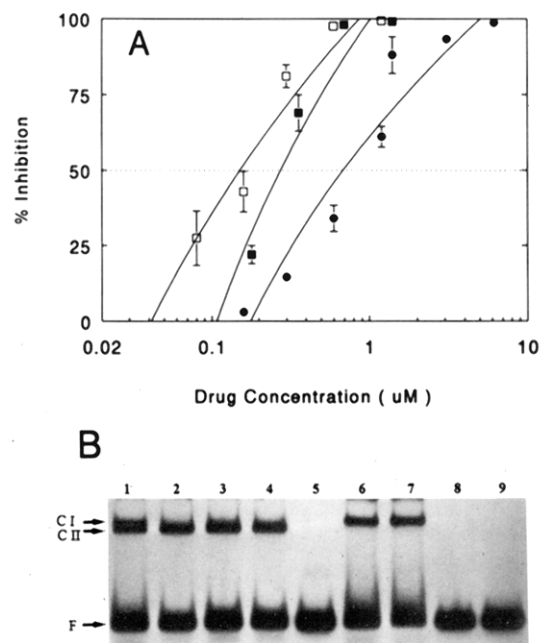 A
100
75
50
25
0
% Inhibition
0.02
0.1
1
10
Drug Concentration ( uM )
B
1 2 3 4 5 6 7 8 9
C I
C II
F